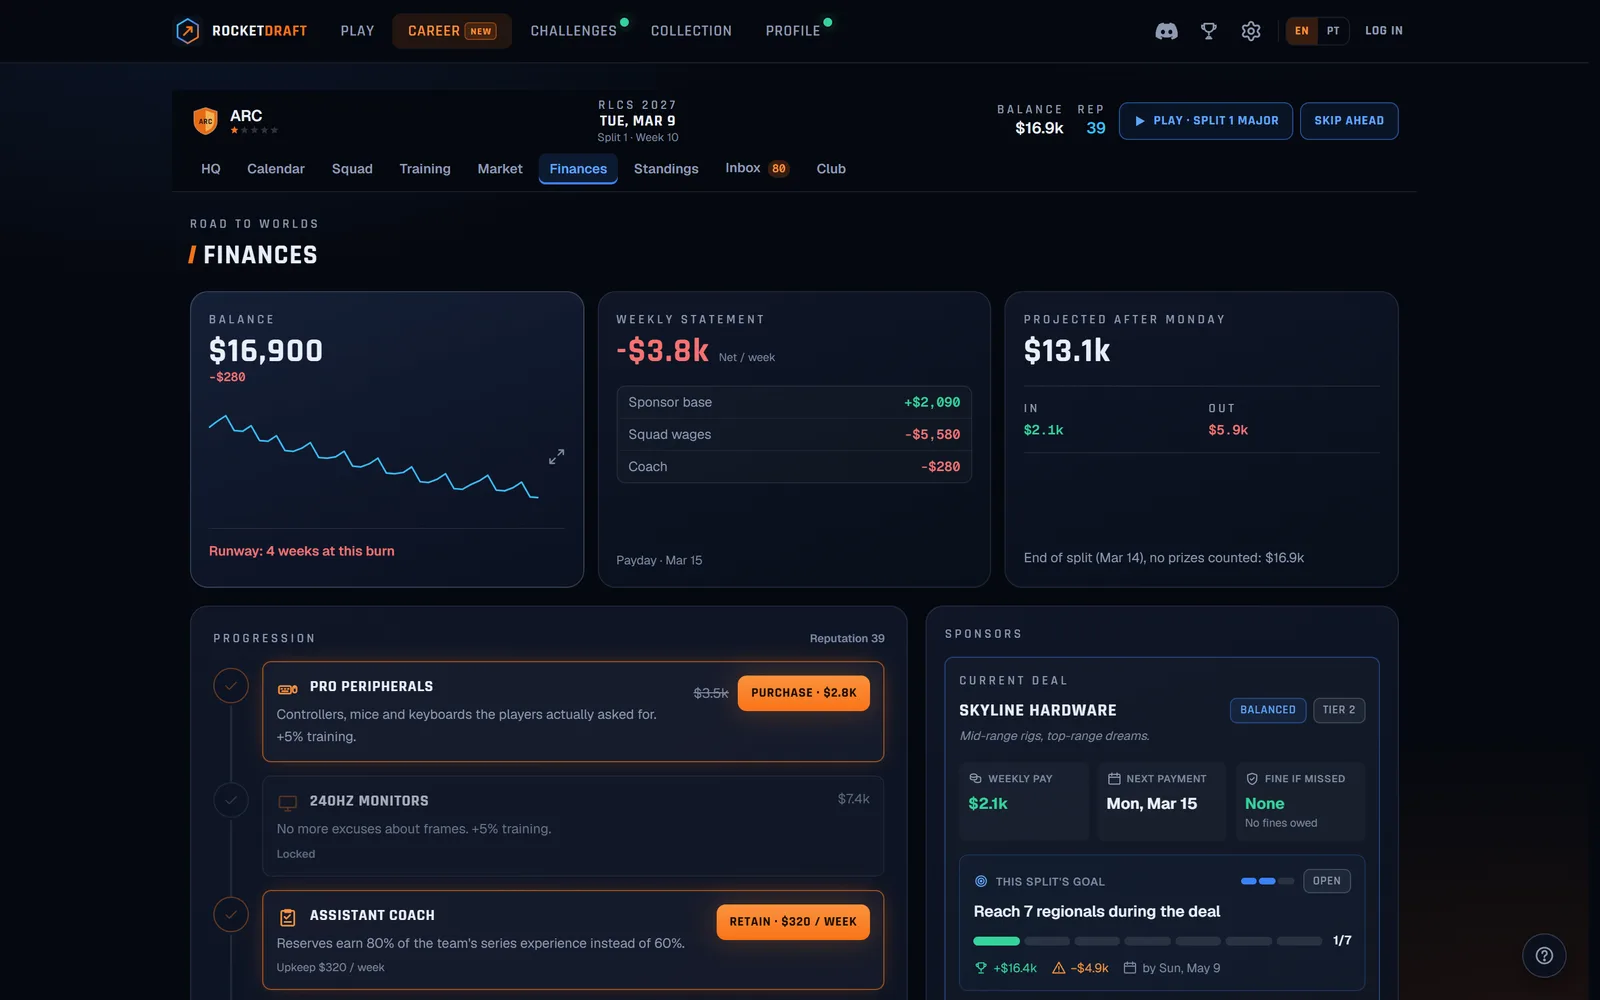 ROCKETDRAFT
PLAY
CAREER NEW
CHALLENGES
COLLECTION
PROFILE
EN PT
LOG IN
ARC
ARC
RLCS 2027
TUE, MAR 9
Split 1 · Week 10
BALANCE
$16.9k
REP
39
PLAY · SPLIT 1 MAJOR
SKIP AHEAD
HQ
Calendar
Squad
Training
Market
Finances
Standings
Inbox 80
Club
ROAD TO WORLDS
/ FINANCES
BALANCE
$16,900
-$280
Runway: 4 weeks at this burn
WEEKLY STATEMENT
-$3.8k Net / week
Sponsor base +$2,090
Squad wages -$5,580
Coach -$280
Payday · Mar 15
PROJECTED AFTER MONDAY
$13.1k
IN
$2.1k
OUT
$5.9k
End of split (Mar 14), no prizes counted: $16.9k
PROGRESSION
Reputation 39
PRO PERIPHERALS
$3.5k PURCHASE · $2.8K
Controllers, mice and keyboards the players actually asked for.
+5% training.
240HZ MONITORS
$7.4k
No more excuses about frames. +5% training.
Locked
ASSISTANT COACH
RETAIN · $320 / WEEK
Reserves earn 80% of the team's series experience instead of 60%.
Upkeep $320 / week
SPONSORS
CURRENT DEAL
SKYLINE HARDWARE
BALANCED
TIER 2
Mid-range rigs, top-range dreams.
WEEKLY PAY
$2.1k
NEXT PAYMENT
Mon, Mar 15
FINE IF MISSED
None
No fines owed
THIS SPLIT'S GOAL
OPEN
Reach 7 regionals during the deal
1/7
+$16.4k
-$4.9k
by Sun, May 9